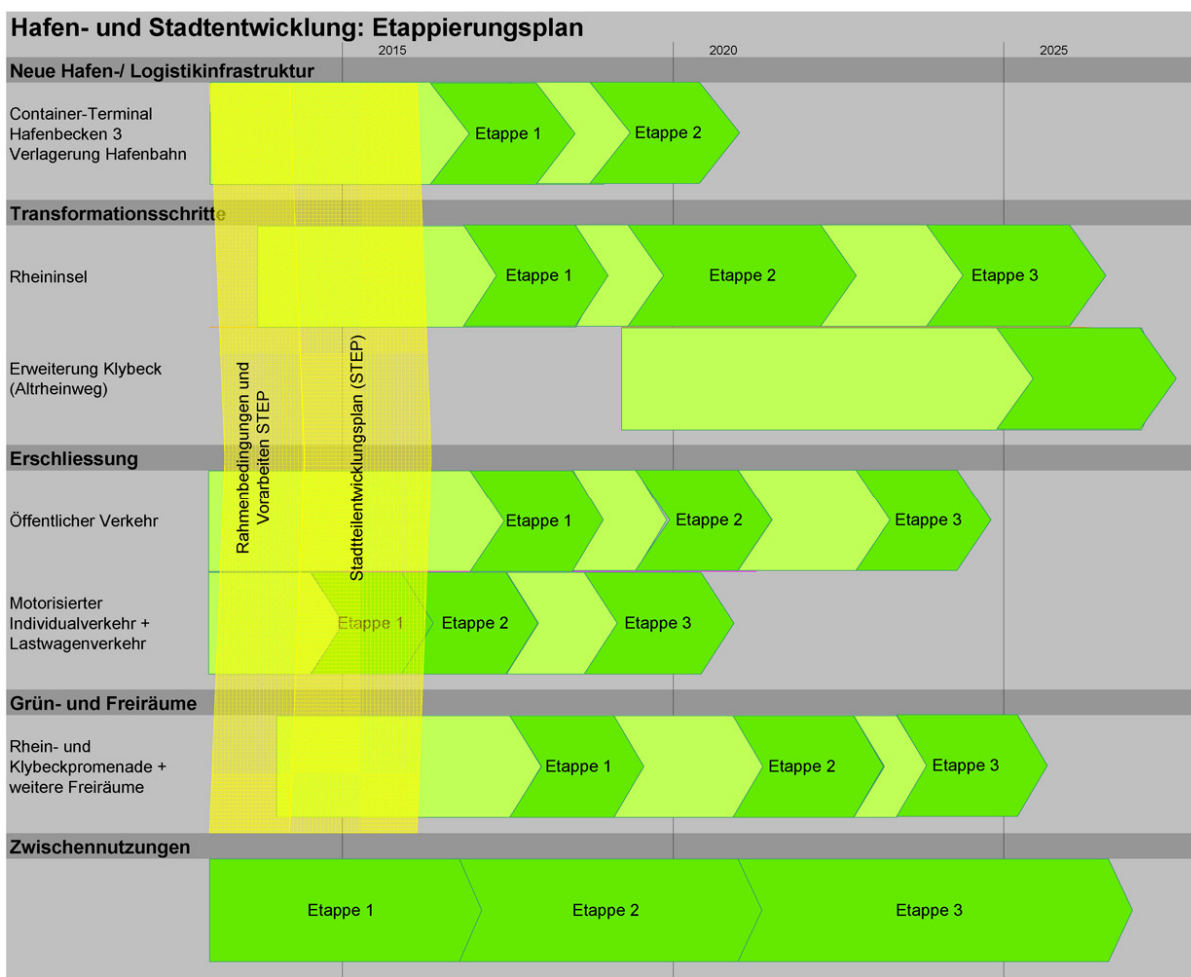 Hafen- und Stadtentwicklung: Etappierungsplan
2015
2020
2025
Neue Hafen-/ Logistikinfrastruktur
Container-Terminal
Hafenbecken 3
Verlagerung Hafenbahn
Etappe 1
Etappe 2
Transformationsschritte
Rheininsel
Etappe 1
Etappe 2
Etappe 3
Erweiterung Klybeck
(Altrheinweg)
Rahmenbedingungen und
Vorarbeiten STEP
Stadtteilentwicklungsplan (STEP)
Erschliessung
Öffentlicher Verkehr
Etappe 1
Etappe 2
Etappe 3
Motorisierter
Individualverkehr +
Lastwagenverkehr
Etappe 1
Etappe 2
Etappe 3
Grün- und Freiräume
Rhein- und
Klybeckpromenade +
weitere Freiräume
Etappe 1
Etappe 2
Etappe 3
Zwischennutzungen
Etappe 1
Etappe 2
Etappe 3